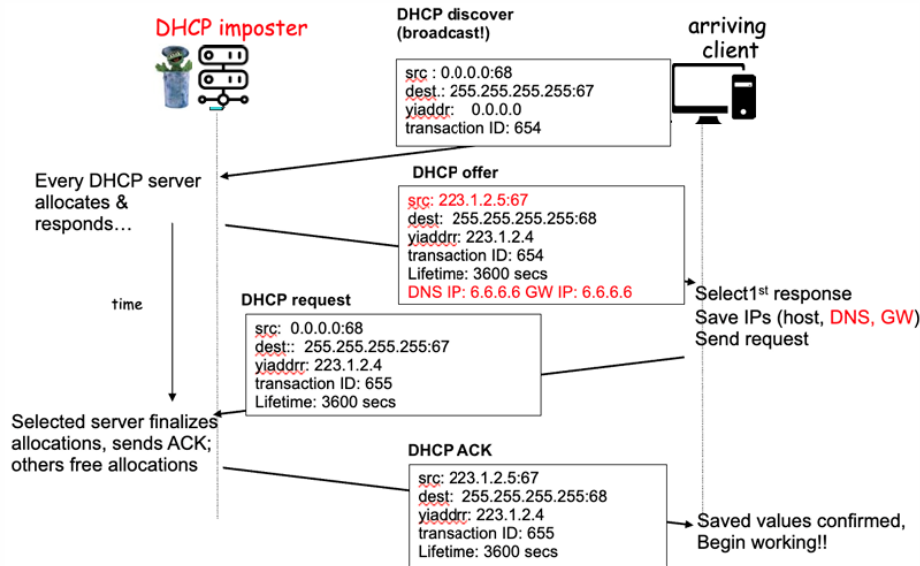 DHCP imposter
DHCP discover
(broadcast!)
arriving
client
src : 0.0.0.0:68
dest.: 255.255.255.255:67
yiaddr: 0.0.0.0
transaction ID: 654
Every DHCP server
allocates &
responds…
DHCP offer
src: 223.1.2.5:67
dest: 255.255.255.255:68
yiaddrr: 223.1.2.4
transaction ID: 654
Lifetime: 3600 secs
DNS IP: 6.6.6.6 GW IP: 6.6.6.6
time
Select1st response
Save IPs (host, DNS, GW)
Send request
DHCP request
src: 0.0.0.0:68
dest:: 255.255.255.255:67
yiaddrr: 223.1.2.4
transaction ID: 655
Lifetime: 3600 secs
Selected server finalizes
allocations, sends ACK;
others free allocations
DHCP ACK
src: 223.1.2.5:67
dest: 255.255.255.255:68
yiaddrr: 223.1.2.4
transaction ID: 655
Lifetime: 3600 secs
Saved values confirmed,
Begin working!!